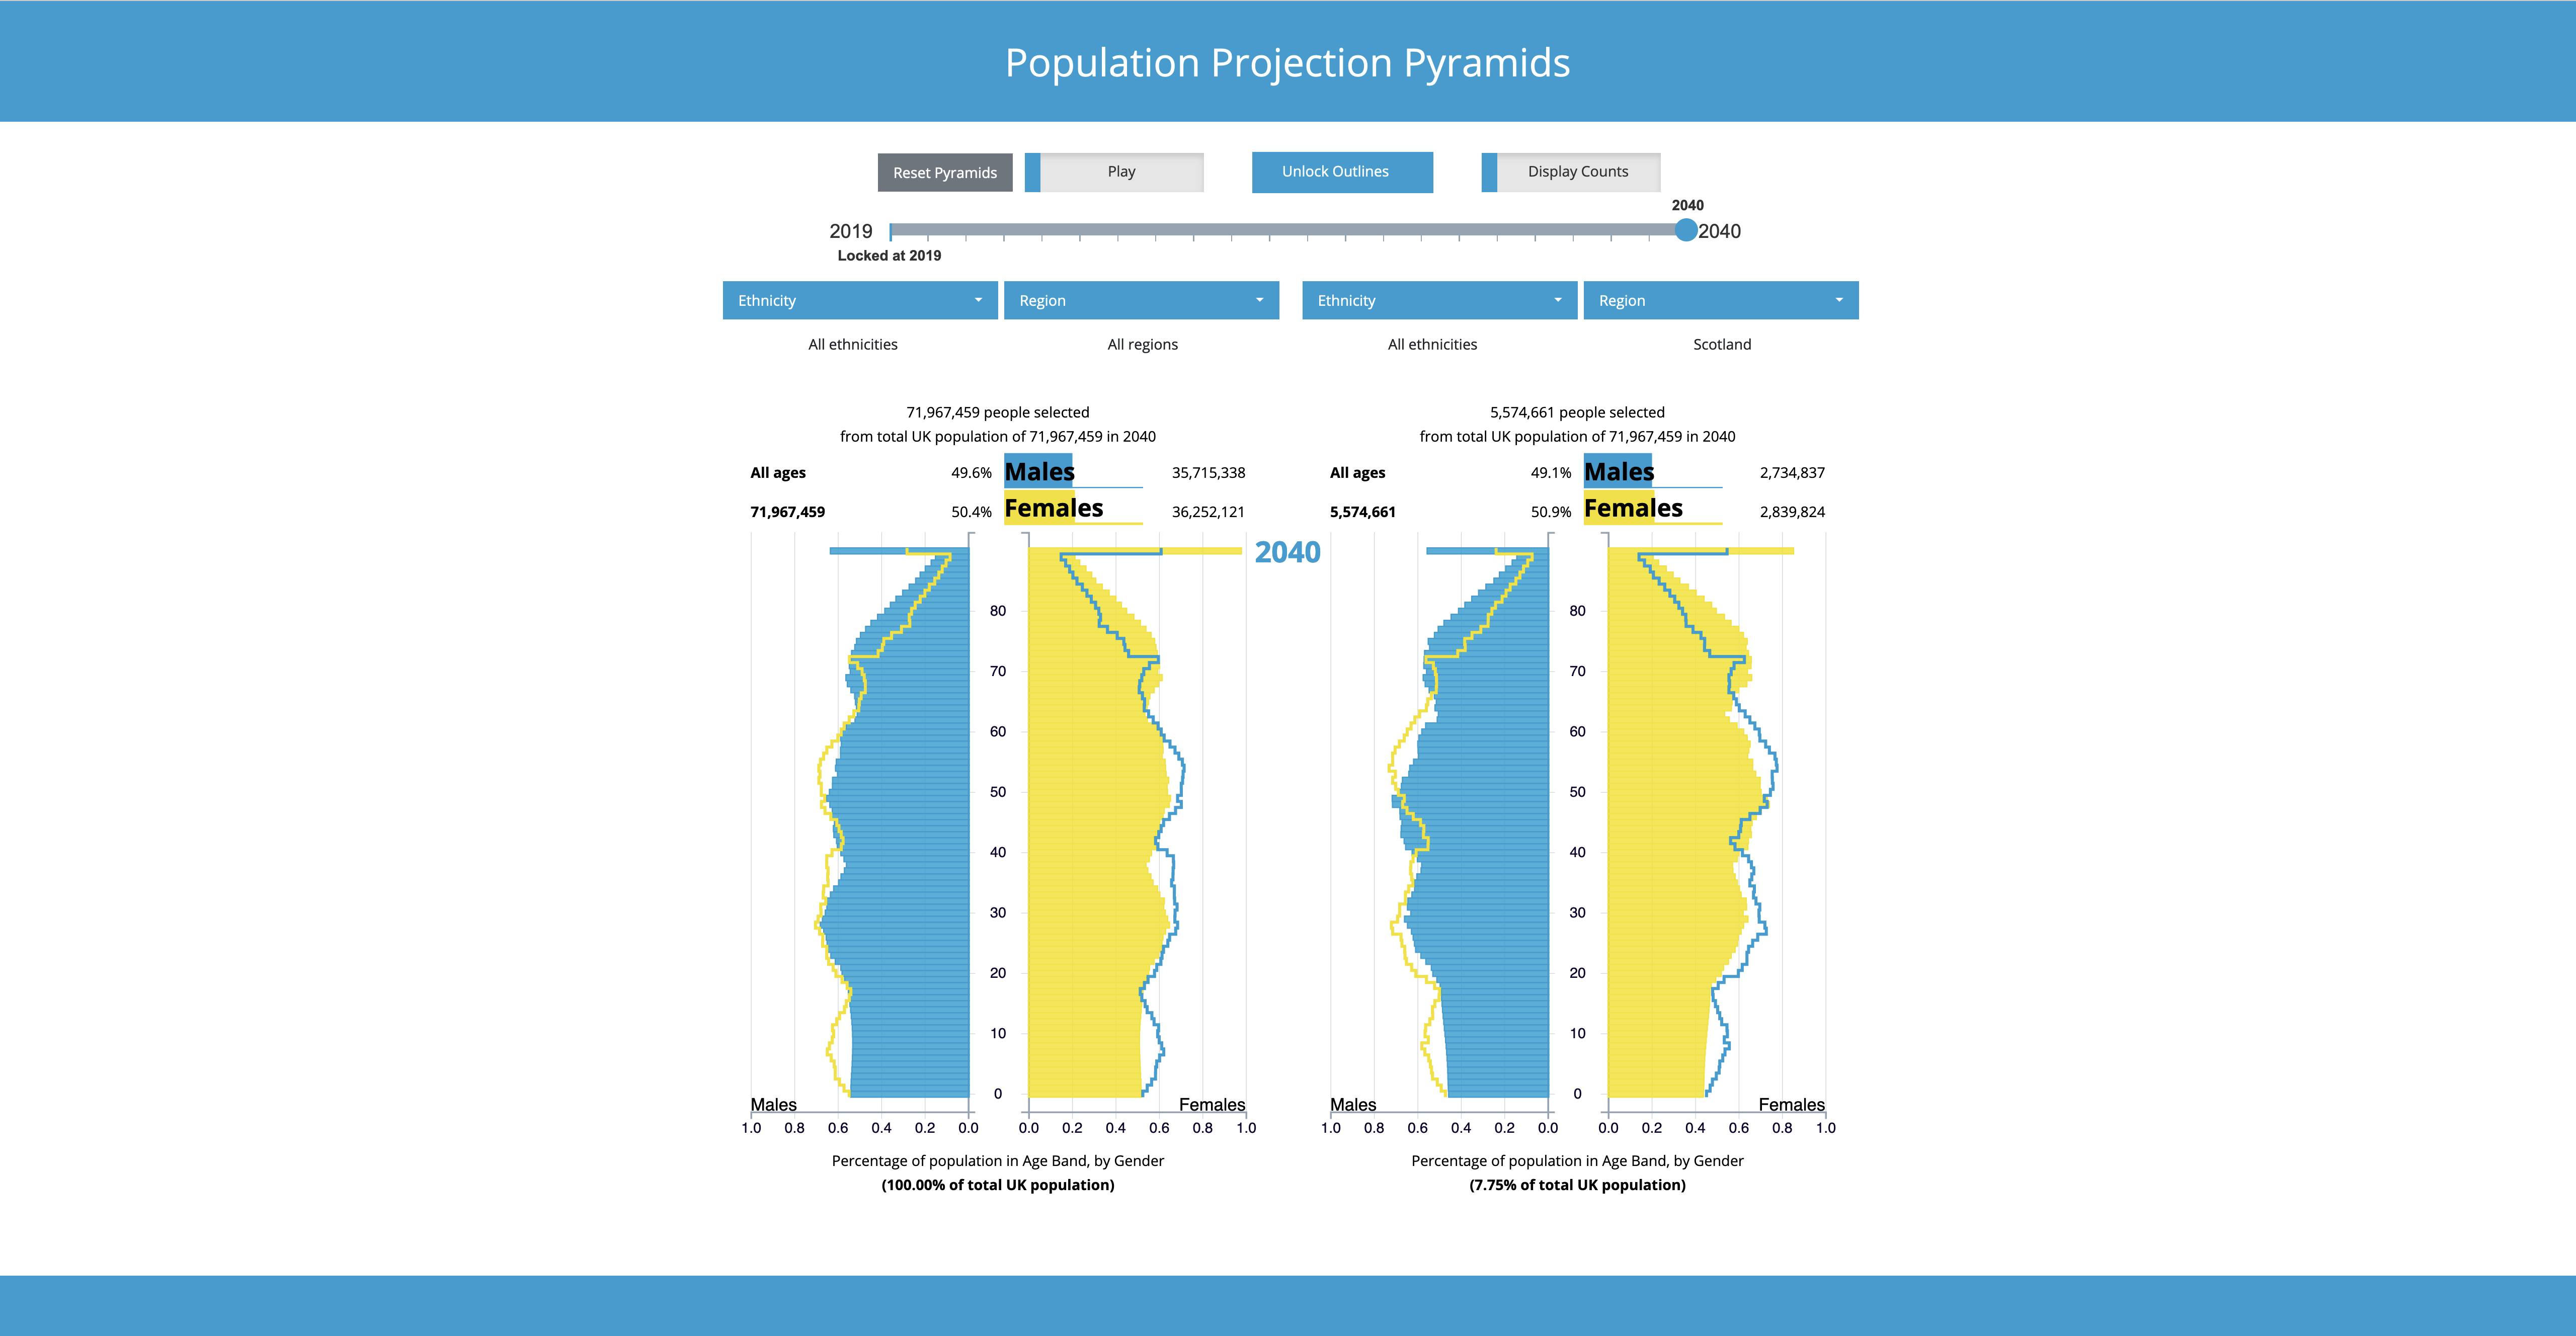 Population Projection Pyramids
Reset Pyramids
Play
Unlock Outlines
Display Counts
2040
2019
2040
Locked at 2019
Ethnicity
Region
Ethnicity
Region
All ethnicities
All regions
All ethnicities
Scotland
71,967,459 people selected
from total UK population of 71,967,459 in 2040
All ages
49.6%
Males
35,715,338
71,967,459
50.4%
Females
36,252,121
5,574,661 people selected
from total UK population of 71,967,459 in 2040
All ages
49.1%
Males
2,734,837
5,574,661
50.9%
Females
2,839,824
2040
80
70
60
50
40
30
20
10
0
Males
Females
1.0 0.8 0.6 0.4 0.2 0.0
0.0 0.2 0.4 0.6 0.8 1.0
Percentage of population in Age Band, by Gender
(100.00% of total UK population)
80
70
60
50
40
30
20
10
0
Males
Females
1.0 0.8 0.6 0.4 0.2 0.0
0.0 0.2 0.4 0.6 0.8 1.0
Percentage of population in Age Band, by Gender
(7.75% of total UK population)